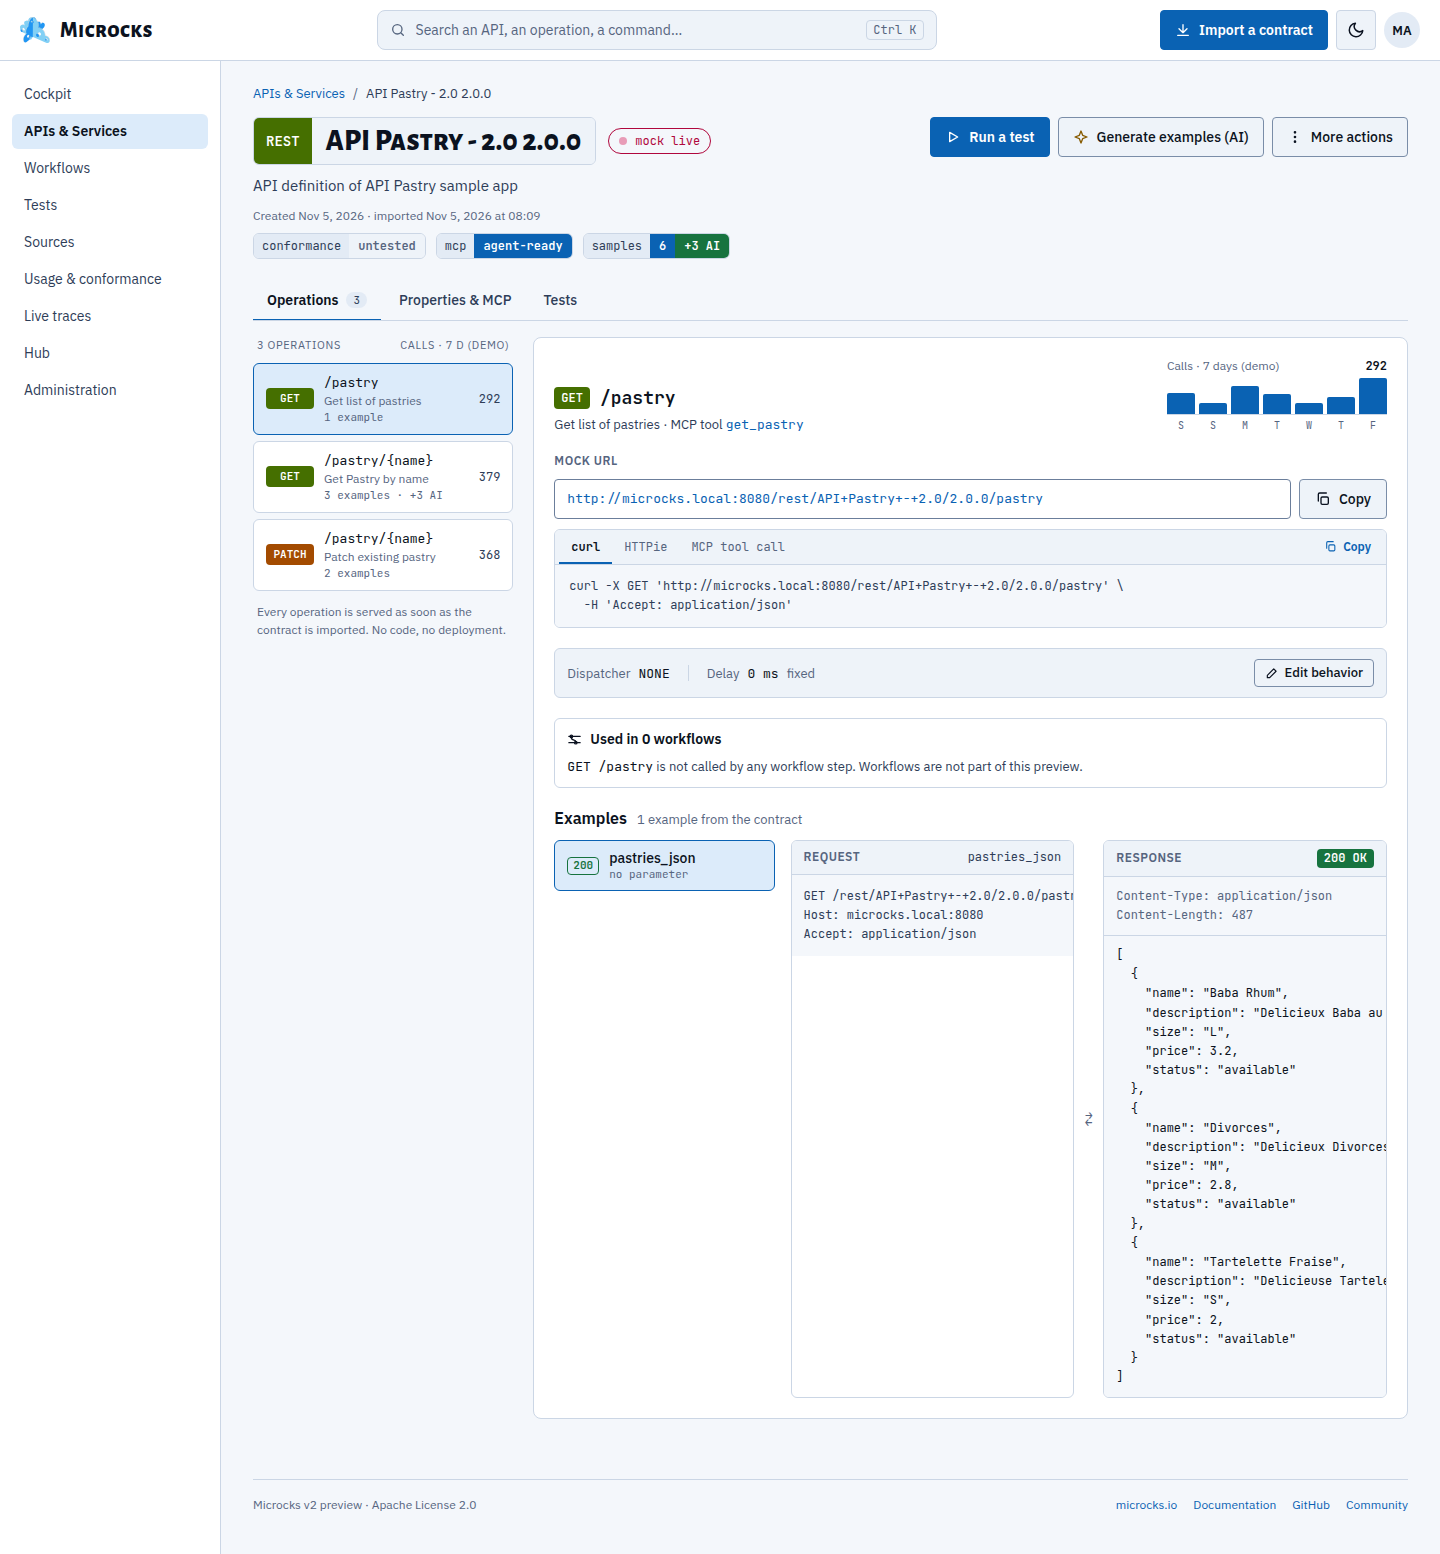 Microcks
Search an API, an operation, a command...
Ctrl K
Import a contract
MA
Cockpit
APIs & Services
Workflows
Tests
Sources
Usage & conformance
Live traces
Hub
Administration
APIs & Services / API Pastry - 2.0 2.0.0
REST
API Pastry - 2.0 2.0.0
mock live
Run a test
Generate examples (AI)
More actions
API definition of API Pastry sample app
Created Nov 5, 2026 · imported Nov 5, 2026 at 08:09
conformance untested
mcp agent-ready
samples 6 +3 AI
Operations 3
Properties & MCP
Tests
3 OPERATIONS
CALLS · 7 D (DEMO)
GET
/pastry
Get list of pastries
1 example
292
GET
/pastry/{name}
Get Pastry by name
3 examples · +3 AI
379
PATCH
/pastry/{name}
Patch existing pastry
2 examples
368
Every operation is served as soon as the
contract is imported. No code, no deployment.
GET /pastry
Get list of pastries · MCP tool get_pastry
Calls · 7 days (demo) 292
S S M T W T F
MOCK URL
http://microcks.local:8080/rest/API+Pastry+-+2.0/2.0.0/pastry
Copy
curl
HTTPie
MCP tool call
Copy
curl -X GET 'http://microcks.local:8080/rest/API+Pastry+-+2.0/2.0.0/pastry' \
-H 'Accept: application/json'
Dispatcher NONE
Delay 0 ms fixed
Edit behavior
Used in 0 workflows
GET /pastry is not called by any workflow step. Workflows are not part of this preview.
Examples 1 example from the contract
200
pastries_json
no parameter
REQUEST pastries_json
GET /rest/API+Pastry+-+2.0/2.0.0/pastr
Host: microcks.local:8080
Accept: application/json
RESPONSE 200 OK
Content-Type: application/json
Content-Length: 487
[
{
"name": "Baba Rhum",
"description": "Delicieux Baba au
"size": "L",
"price": 3.2,
"status": "available"
},
{
"name": "Divorces",
"description": "Delicieux Divorces
"size": "M",
"price": 2.8,
"status": "available"
},
{
"name": "Tartelette Fraise",
"description": "Delicieuse Tartele
"size": "S",
"price": 2,
"status": "available"
}
]
Microcks v2 preview · Apache License 2.0
microcks.io
Documentation
GitHub
Community